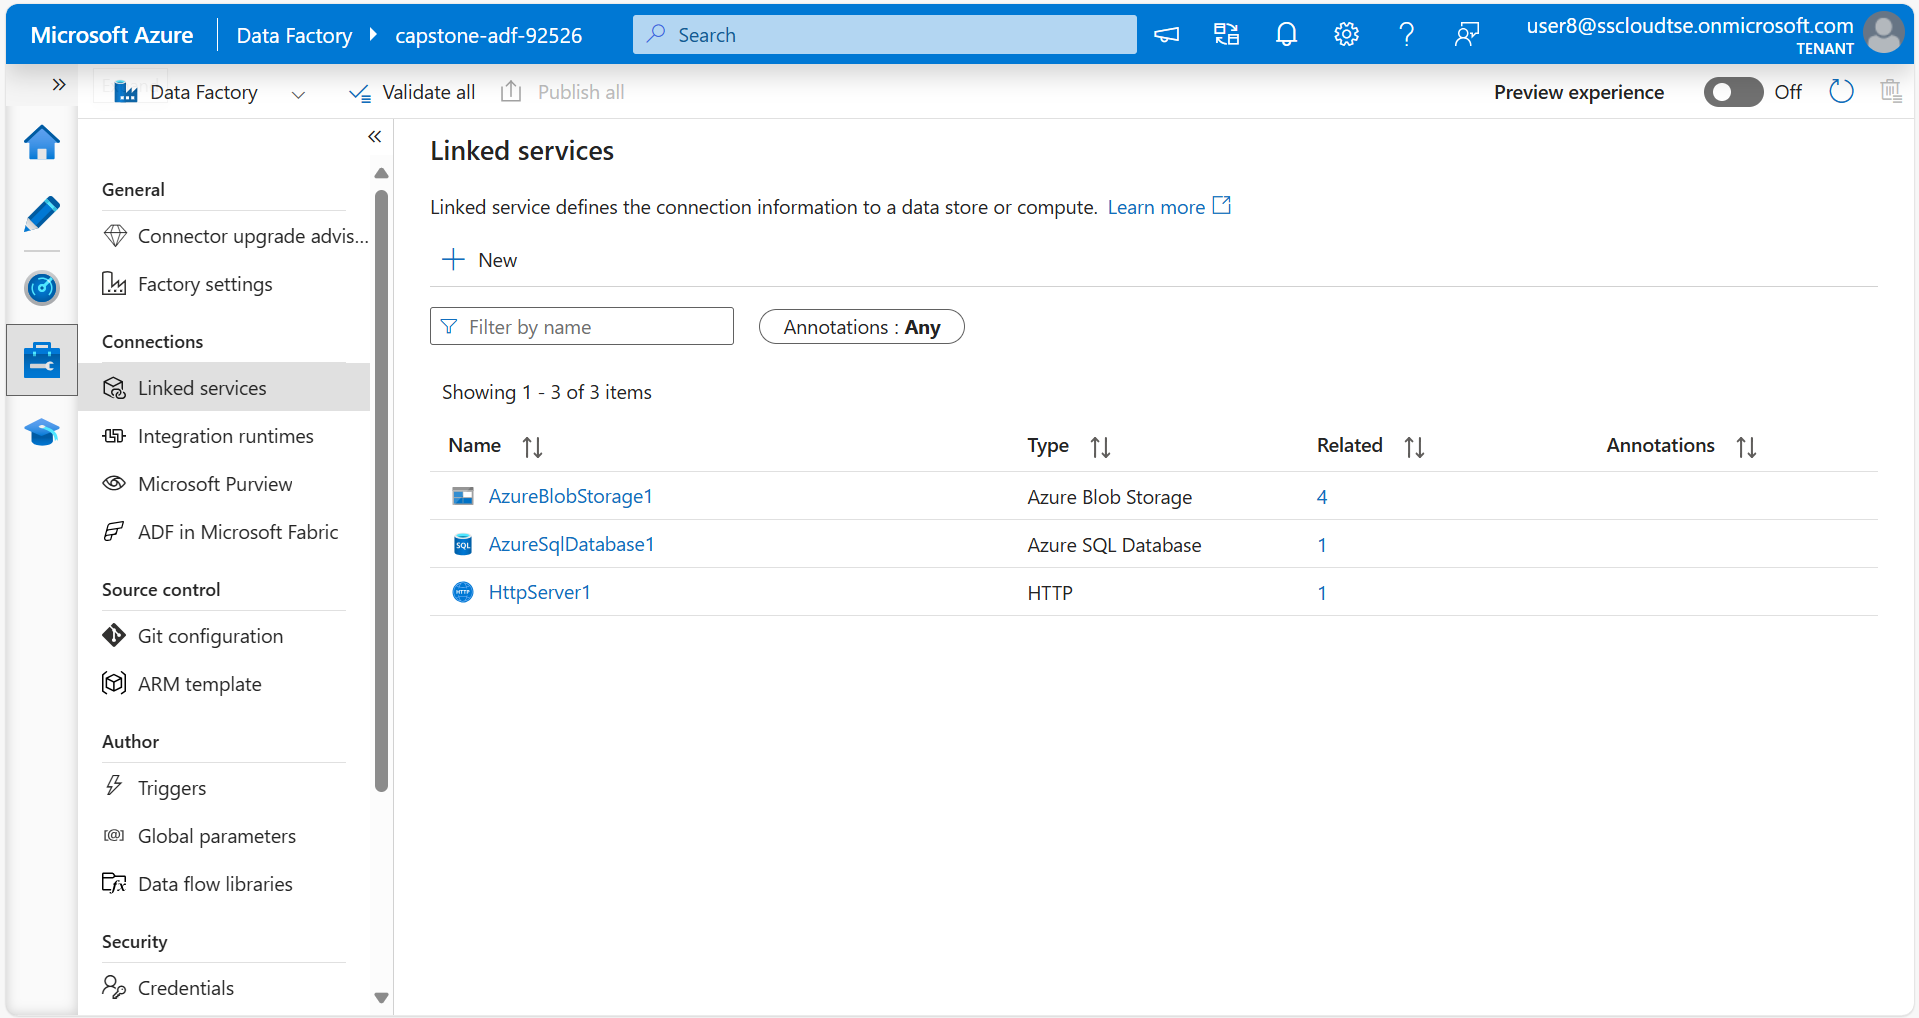 Microsoft Azure
Data Factory
capstone-adf-92526
Search
user8@sscloudtse.onmicrosoft.com
TENANT
Data Factory
Validate all
Publish all
Preview experience
Off
General
Connector upgrade advis...
Factory settings
Connections
Linked services
Integration runtimes
Microsoft Purview
ADF in Microsoft Fabric
Source control
Git configuration
ARM template
Author
Triggers
Global parameters
Data flow libraries
Security
Credentials
Linked services
Linked service defines the connection information to a data store or compute. Learn more
New
Filter by name
Annotations : Any
Showing 1 - 3 of 3 items
Name Type Related Annotations
AzureBlobStorage1 Azure Blob Storage 4
SQL AzureSqlDatabase1 Azure SQL Database 1
HTTP HttpServer1 HTTP 1